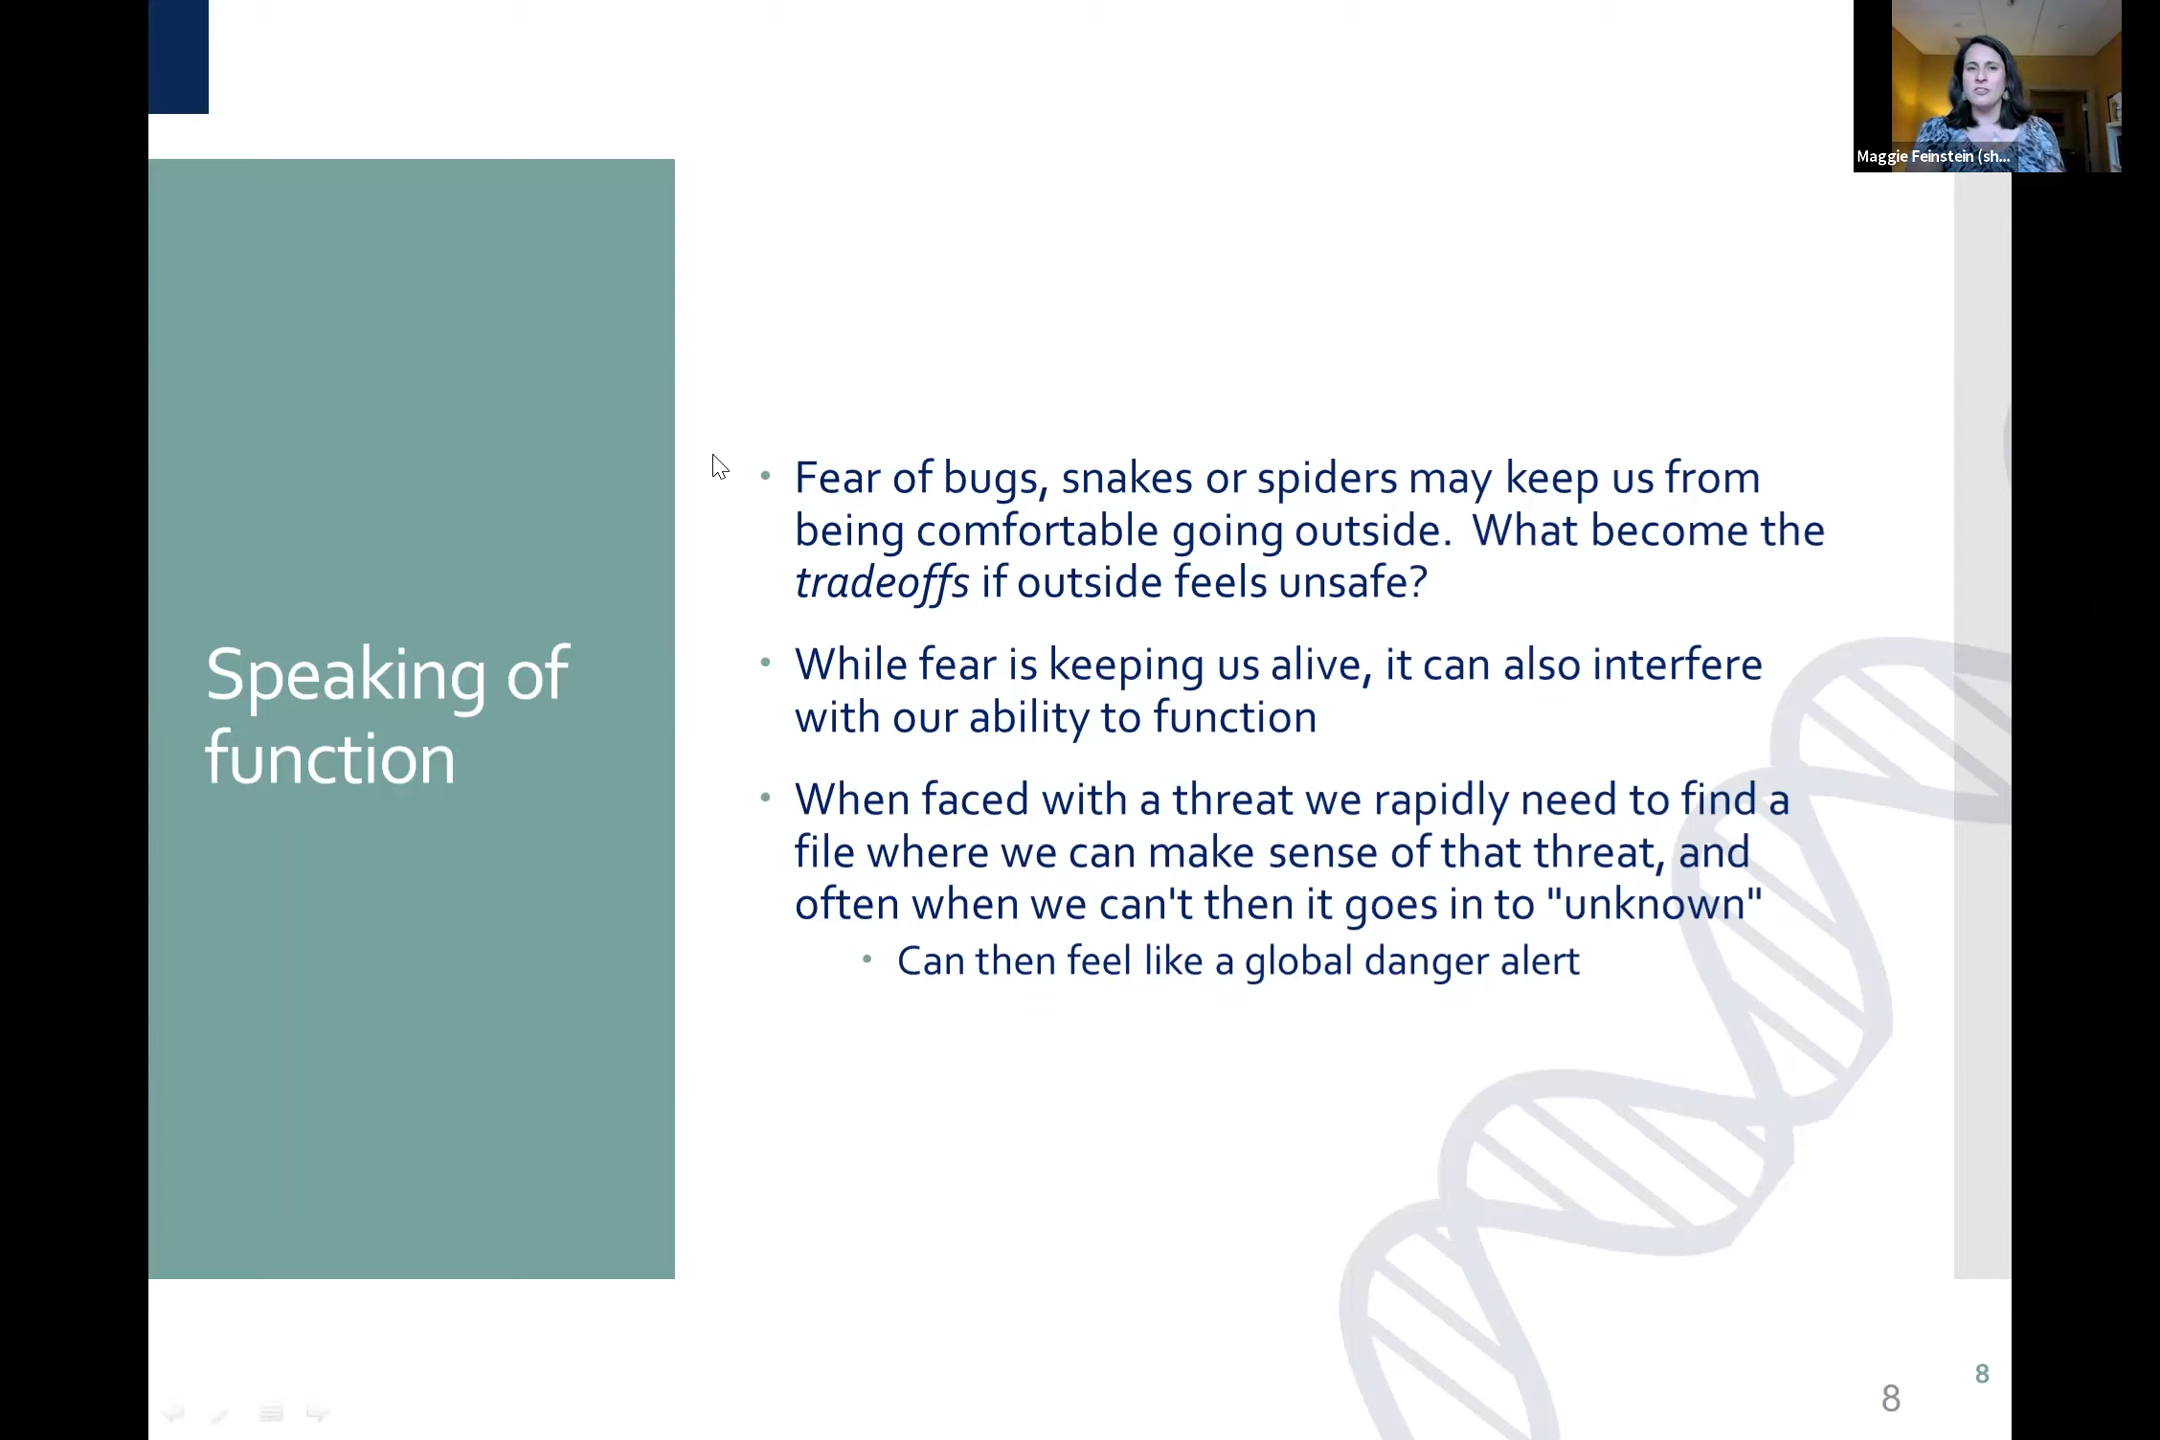 Maggie Feinstein (sh...
Speaking of
function
• Fear of bugs, snakes or spiders may keep us from
being comfortable going outside.  What become the
tradeoffs if outside feels unsafe?
• While fear is keeping us alive, it can also interfere
with our ability to function
• When faced with a threat we rapidly need to find a
file where we can make sense of that threat, and
often when we can't then it goes in to "unknown"
• Can then feel like a global danger alert
8
8